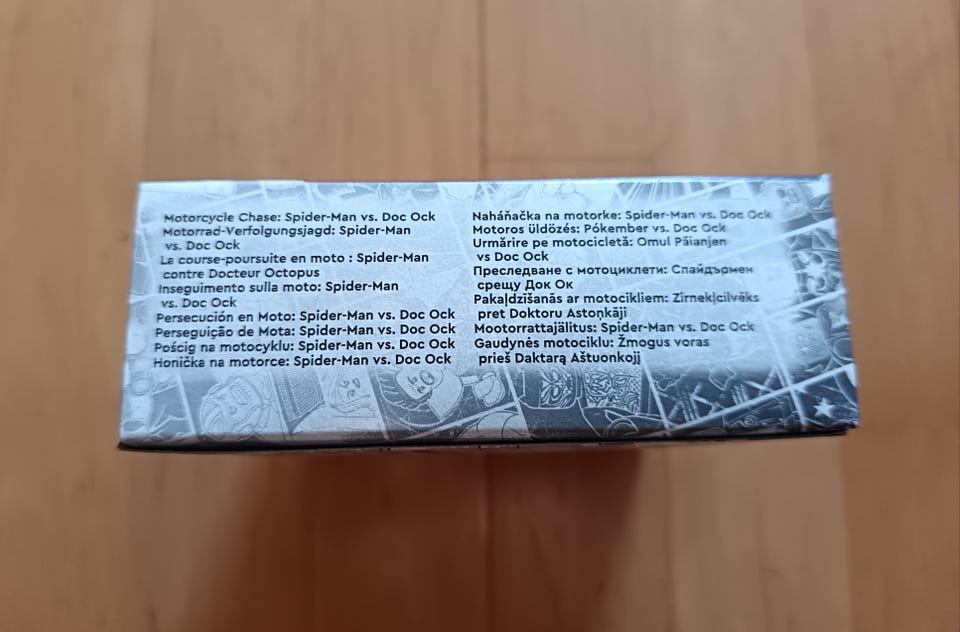 Motorcycle Chase: Spider-Man vs. Doc Ock
Motorrad-Verfolgungsjagd: Spider-Man
vs. Doc Ock
La course-poursuite en moto : Spider-Man
contre Docteur Octopus
Inseguimento sulla moto: Spider-Man
vs. Doc Ock
Persecución en Moto: Spider-Man vs. Doc Ock
Perseguição de Mota: Spider-Man vs. Doc Ock
Pościg na motocyklu: Spider-Man vs. Doc Ock
Honička na motorce: Spider-Man vs. Doc Ock
Naháňačka na motorke: Spider-Man vs. Doc Ock
Motoros üldözés: Pókember vs. Doc Ock
Urmărire pe motocicletă: Omul Păianjen
vs Doc Ock
Преследване с мотоциклети: Спайдърмен
срещу Док Ок
Pakaļdzīšanās ar motocikliem: Zirnekļcilvēks
pret Doktoru Astoņkāji
Mootorrattajälitus: Spider-Man vs. Doc Ock
Gaudynės motociklu: Žmogus voras
prieš Daktarą Aštuonkojį